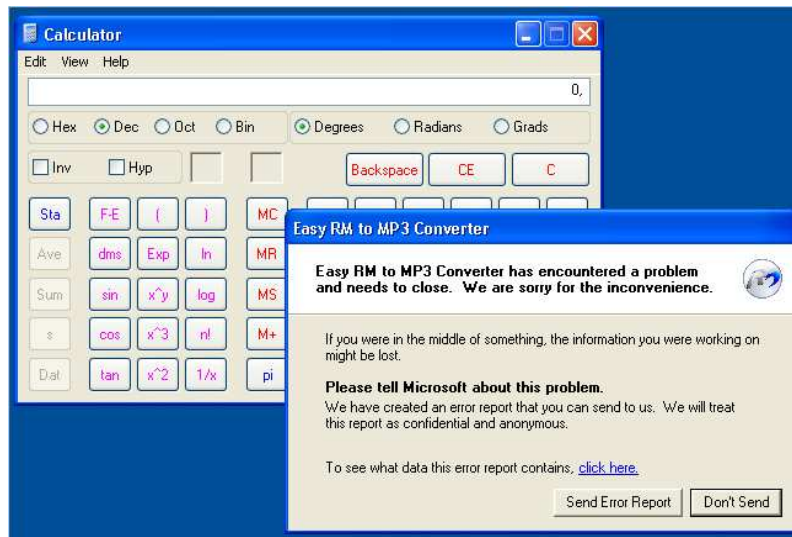 Calculator
Edit View Help
0,
Hex Dec Oct Bin Degrees Radians Grads
Inv Hyp Backspace CE C
Sta F-E ( ) MC
Ave dms Exp ln MR
Sum sin x^y log MS
s cos x^3 n! M+
Dat tan x^2 1/x pi
Easy RM to MP3 Converter
Easy RM to MP3 Converter has encountered a problem
and needs to close. We are sorry for the inconvenience.
If you were in the middle of something, the information you were working on
might be lost.
Please tell Microsoft about this problem.
We have created an error report that you can send to us. We will treat
this report as confidential and anonymous.
To see what data this error report contains, click here.
Send Error Report Don't Send